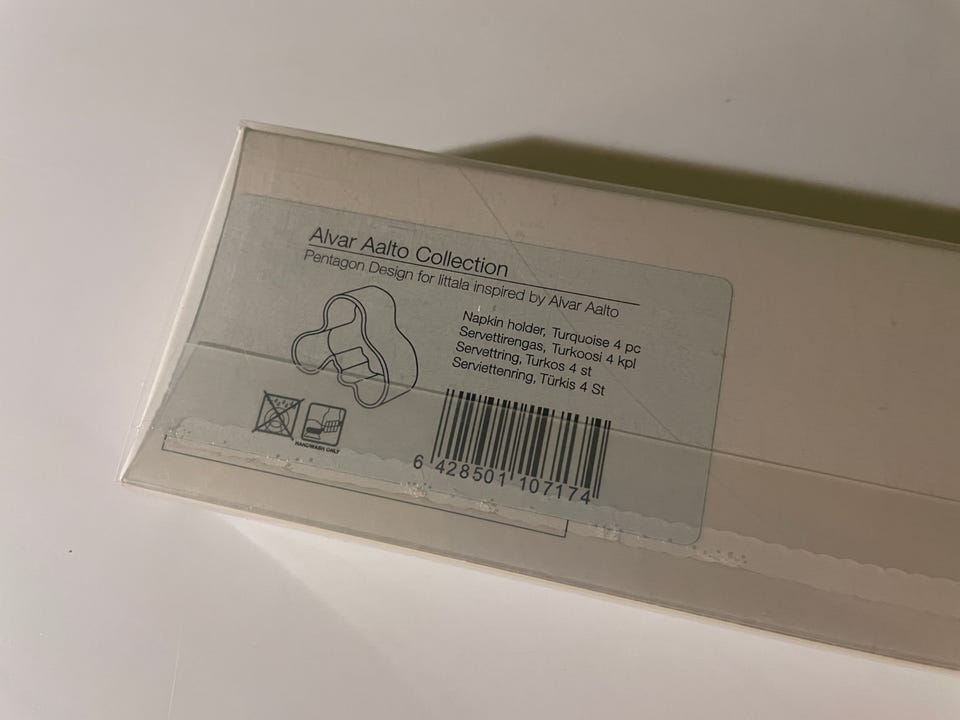 Alvar Aalto Collection
Pentagon Design for Iittala inspired by Alvar Aalto
Napkin holder, Turquoise 4 pc
Servettirengas, Turkoosi 4 kpl
Servettring, Turkos 4 st
Serviettenring, Türkis 4 St
HANDWASH ONLY
6 428501 107174